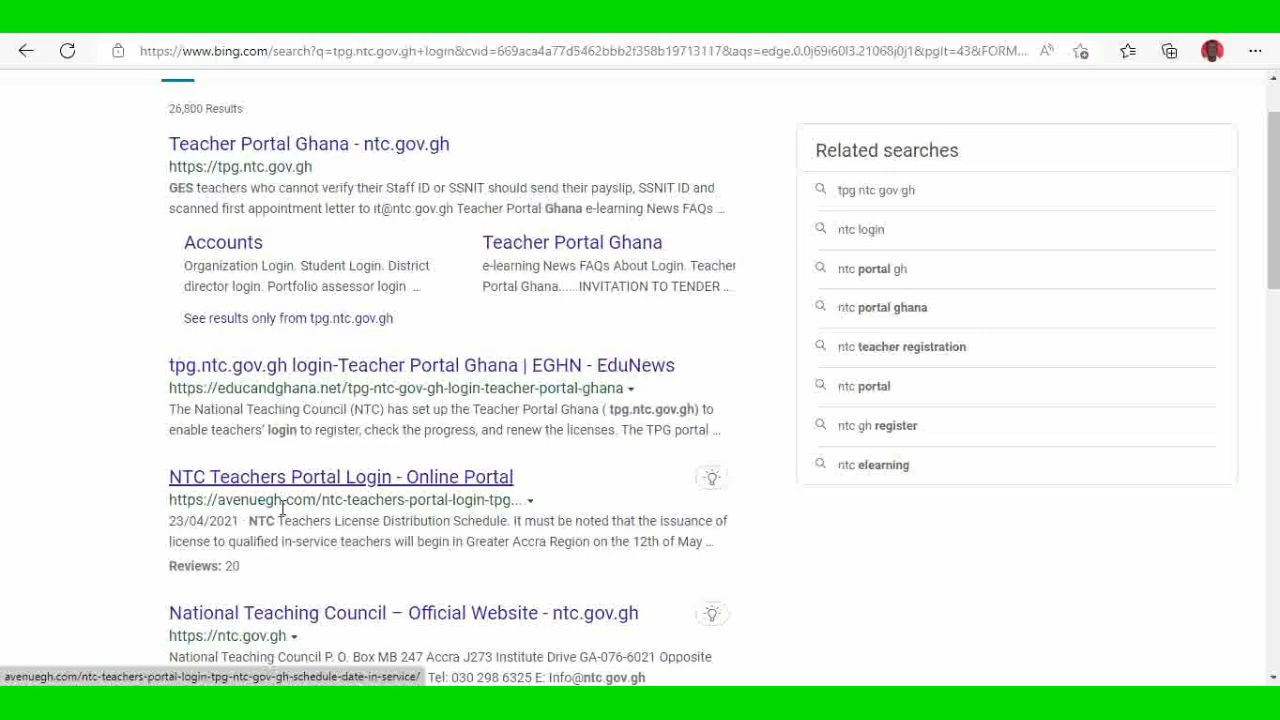 https://www.bing.com/search?q=tpg.ntc.gov.gh+login&cvid=669aca4a77d5462bbb2f358b19713117&aqs=edge.0.0j69i60l3.21068j0j1&pglt=43&FORM...
26,800 Results
Teacher Portal Ghana - ntc.gov.gh
https://tpg.ntc.gov.gh
GES teachers who cannot verify their Staff ID or SSNIT should send their payslip, SSNIT ID and
scanned first appointment letter to it@ntc.gov.gh Teacher Portal Ghana e-learning News FAQs ...
Accounts
Organization Login. Student Login. District
director login. Portfolio assessor login ...
Teacher Portal Ghana
e-learning News FAQs About Login. Teacher
Portal Ghana......INVITATION TO TENDER ...
See results only from tpg.ntc.gov.gh
tpg.ntc.gov.gh login-Teacher Portal Ghana | EGHN - EduNews
https://educandghana.net/tpg-ntc-gov-gh-login-teacher-portal-ghana
The National Teaching Council (NTC) has set up the Teacher Portal Ghana ( tpg.ntc.gov.gh) to
enable teachers' login to register, check the progress, and renew the licenses. The TPG portal ...
NTC Teachers Portal Login - Online Portal
https://avenuegh.com/ntc-teachers-portal-login-tpg....
23/04/2021 · NTC Teachers License Distribution Schedule. It must be noted that the issuance of
license to qualified in-service teachers will begin in Greater Accra Region on the 12th of May ...
Reviews: 20
National Teaching Council – Official Website - ntc.gov.gh
https://ntc.gov.gh
National Teaching Council P. O. Box MB 247 Accra J273 Institute Drive GA-076-6021 Opposite
Tel: 030 298 6325 E: Info@ntc.gov.gh
avenuegh.com/ntc-teachers-portal-login-tpg-ntc-gov-gh-schedule-date-in-service/
Related searches
tpg ntc gov gh
ntc login
ntc portal gh
ntc portal ghana
ntc teacher registration
ntc portal
ntc gh register
ntc elearning